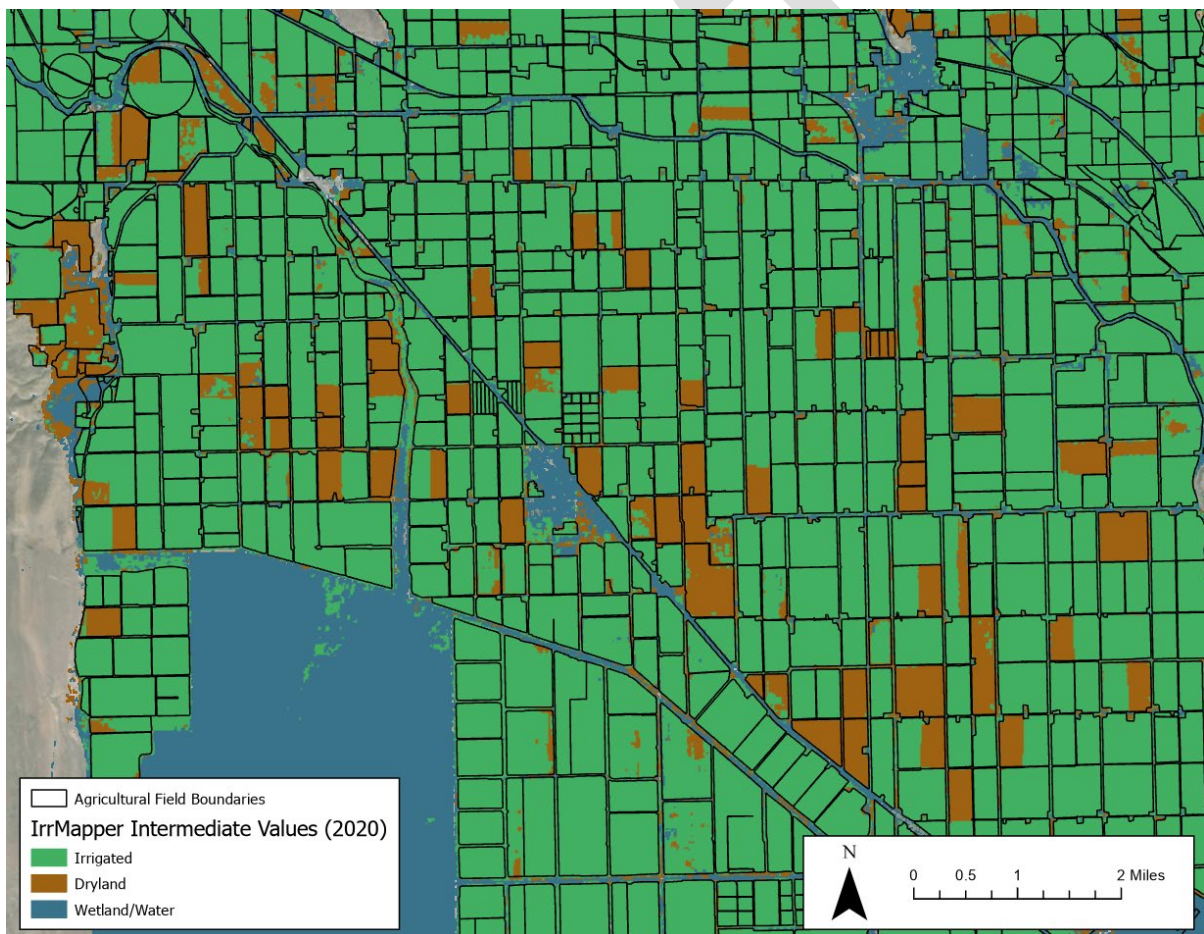 Agricultural Field Boundaries
IrrMapper Intermediate Values (2020)
Irrigated
Dryland
Wetland/Water
N
0 0.5 1 2 Miles